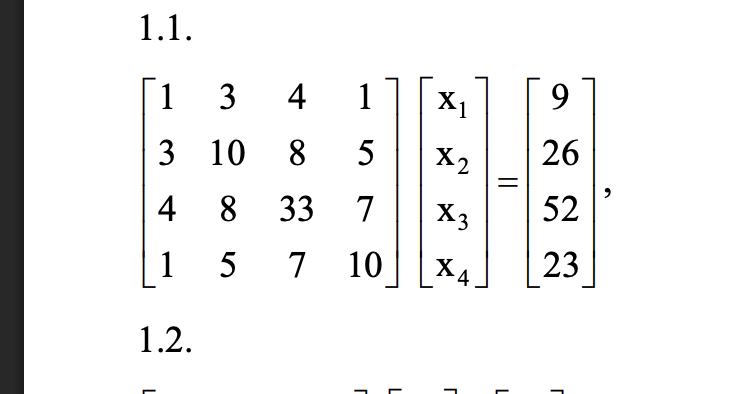 1.1.
1 3 4 1 x₁ 9
3 10 8 5 x₂ 26
= ,
4 8 33 7 x₃ 52
1 5 7 10 x₄ 23
1.2.